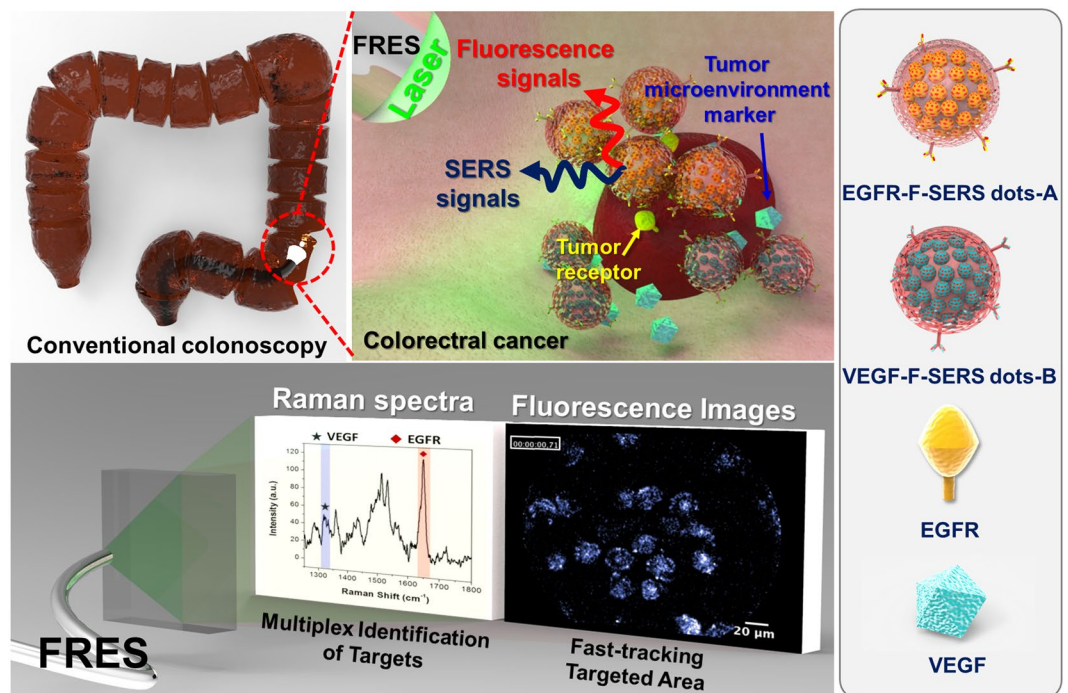 FRES
Laser
Fluorescence
signals
Tumor
microenvironment
marker
SERS
signals
Tumor
receptor
Conventional colonoscopy
Colorectral cancer
EGFR-F-SERS dots-A
VEGF-F-SERS dots-B
EGFR
VEGF
Raman spectra
Fluorescence Images
★ VEGF ◆ EGFR
Intensity (a.u.)
120
100
80
60
40
20
0
1300 1400 1500 1600 1700 1800
Raman Shift (cm⁻¹)
00:00:00.71
20 µm
Multiplex Identification
of Targets
Fast-tracking
Targeted Area
FRES